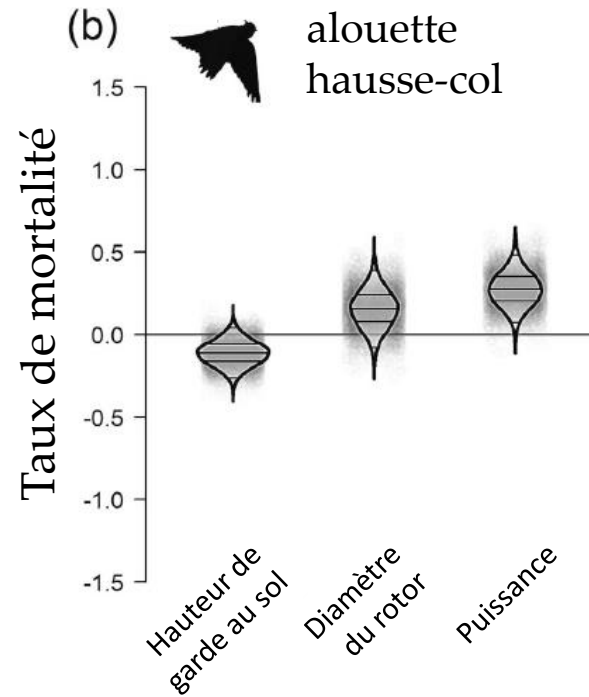 (b)
alouette
hausse-col
Taux de mortalité
1.5
1.0
0.5
0.0
-0.5
-1.0
-1.5
Hauteur de
garde au sol
Diamètre
du rotor
Puissance